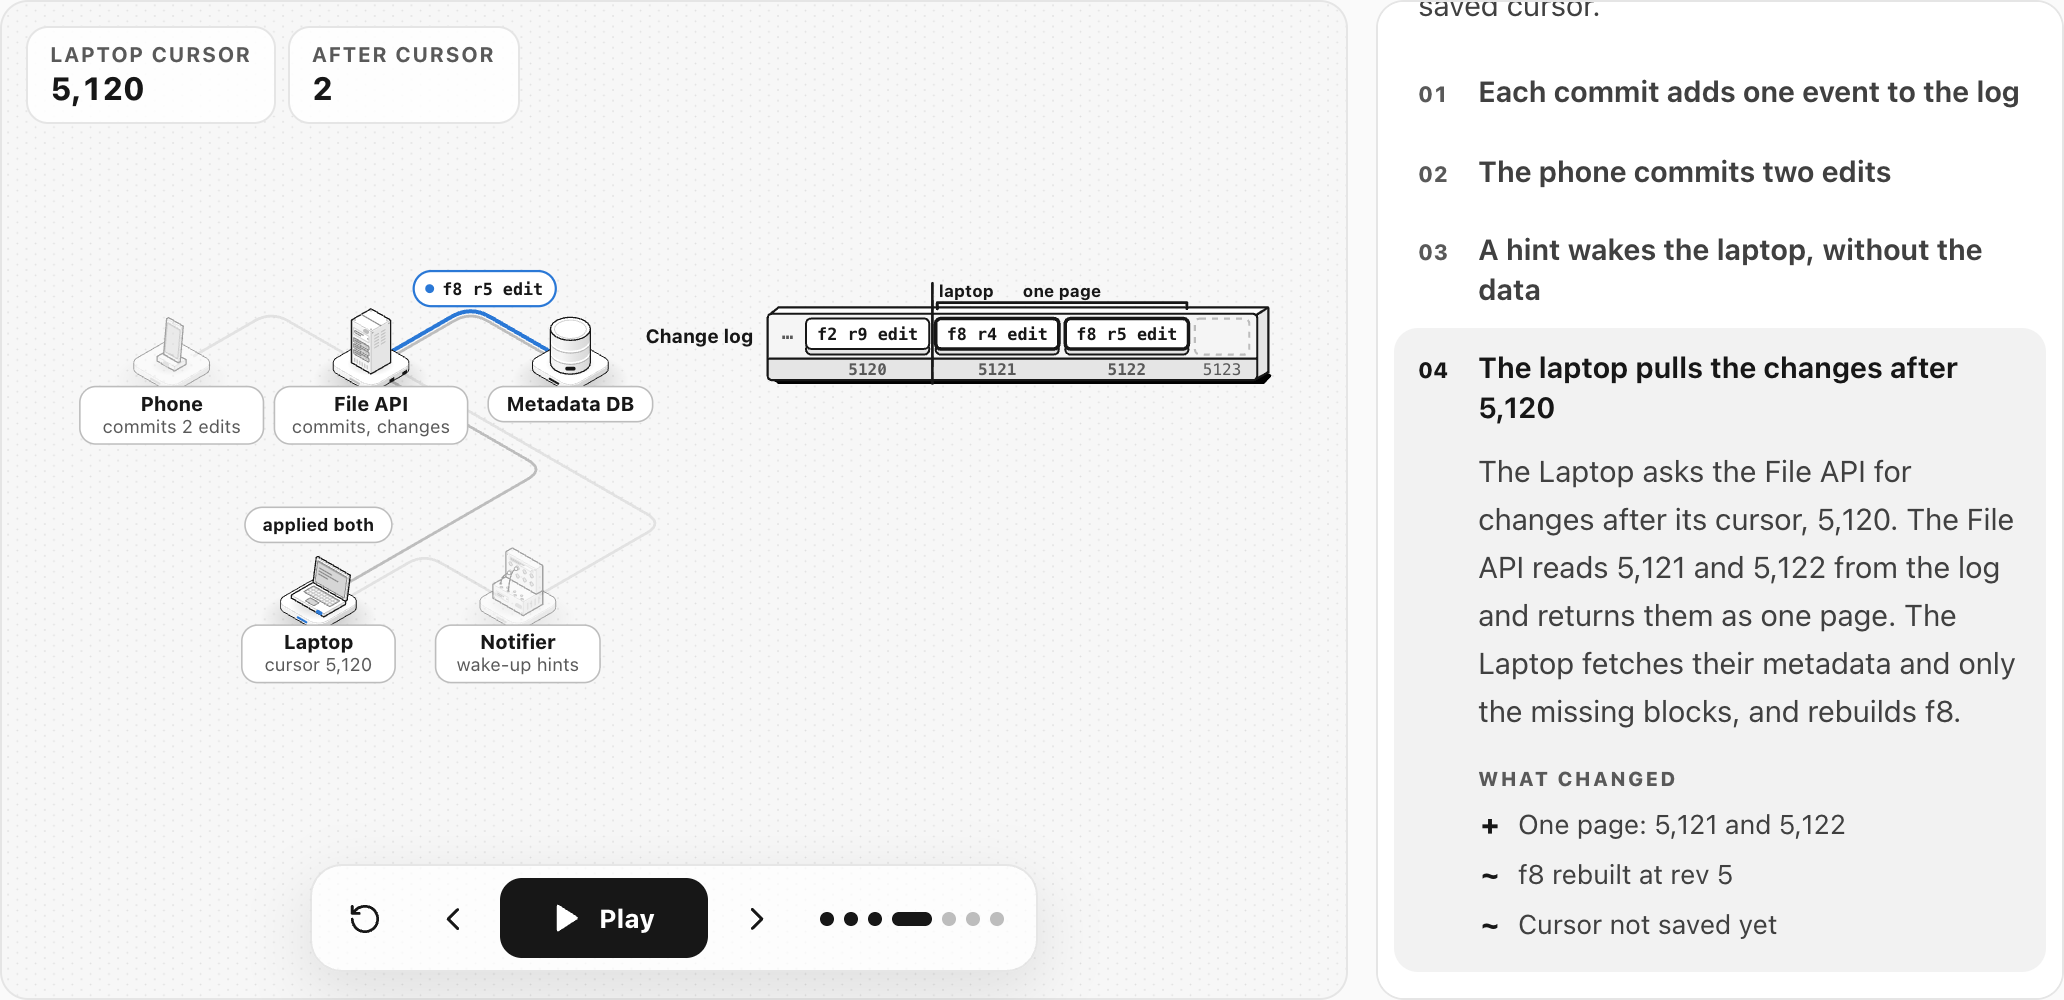 LAPTOP CURSOR
5,120
AFTER CURSOR
2
f8 r5 edit
laptop
one page
Change log
…
f2 r9 edit
f8 r4 edit
f8 r5 edit
5120
5121
5122
5123
Phone
commits 2 edits
File API
commits, changes
Metadata DB
applied both
Laptop
cursor 5,120
Notifier
wake-up hints
Play
saved cursor.
01 Each commit adds one event to the log
02 The phone commits two edits
03 A hint wakes the laptop, without the
data
04 The laptop pulls the changes after
5,120
The Laptop asks the File API for
changes after its cursor, 5,120. The File
API reads 5,121 and 5,122 from the log
and returns them as one page. The
Laptop fetches their metadata and only
the missing blocks, and rebuilds f8.
WHAT CHANGED
+ One page: 5,121 and 5,122
~ f8 rebuilt at rev 5
~ Cursor not saved yet